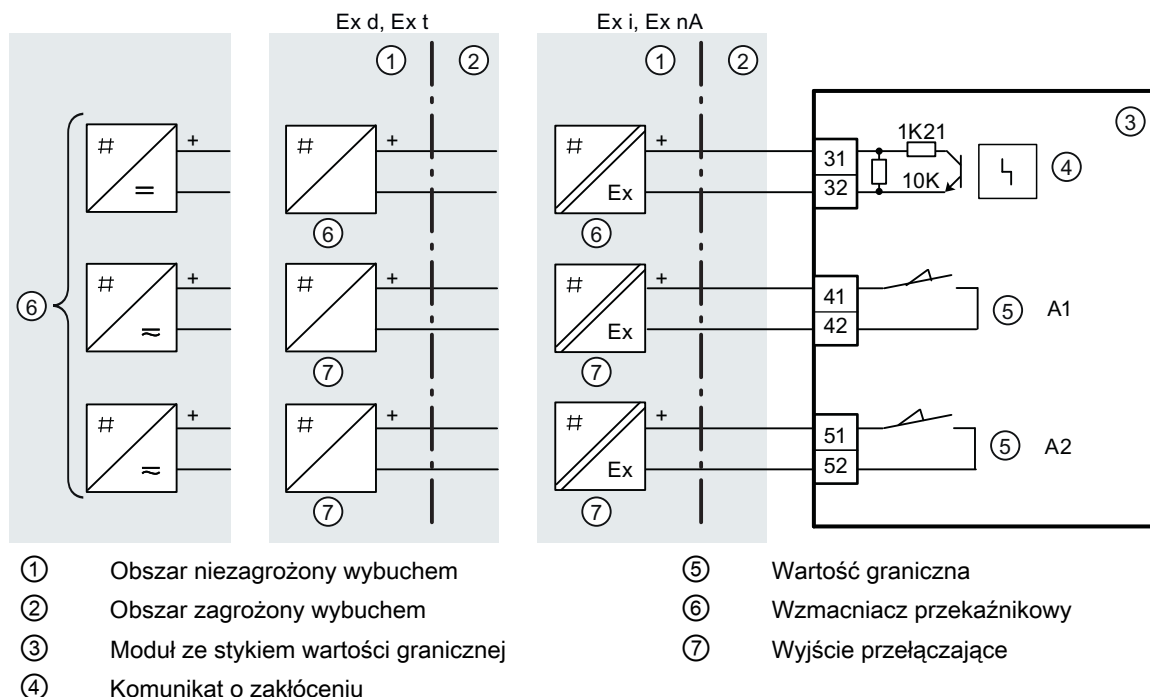 Ex d, Ex t
Ex i, Ex nA
① ② ① ②
③
# = +
# +
# Ex +
31
32
1K21
10K
④
⑥ ⑥
⑥
# ≂ +
# +
# Ex +
41
42
⑤ A1
⑦ ⑦
# ≂ +
# +
# Ex +
51
52
⑤ A2
⑦ ⑦
① Obszar niezagrożony wybuchem
② Obszar zagrożony wybuchem
③ Moduł ze stykiem wartości granicznej
④ Komunikat o zakłóceniu
⑤ Wartość graniczna
⑥ Wzmacniacz przekaźnikowy
⑦ Wyjście przełączające